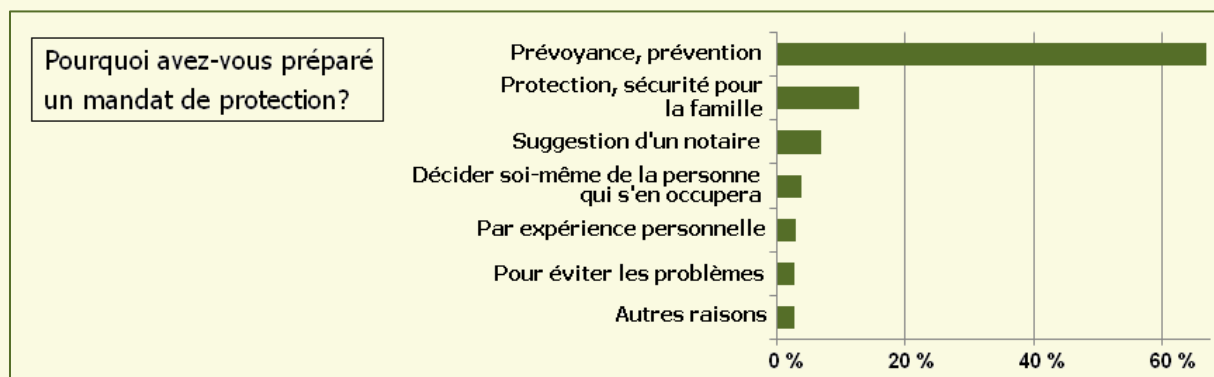 Pourquoi avez-vous préparé
un mandat de protection?
Prévoyance, prévention
Protection, sécurité pour
la famille
Suggestion d'un notaire
Décider soi-même de la personne
qui s'en occupera
Par expérience personnelle
Pour éviter les problèmes
Autres raisons
0 % 20 % 40 % 60 %